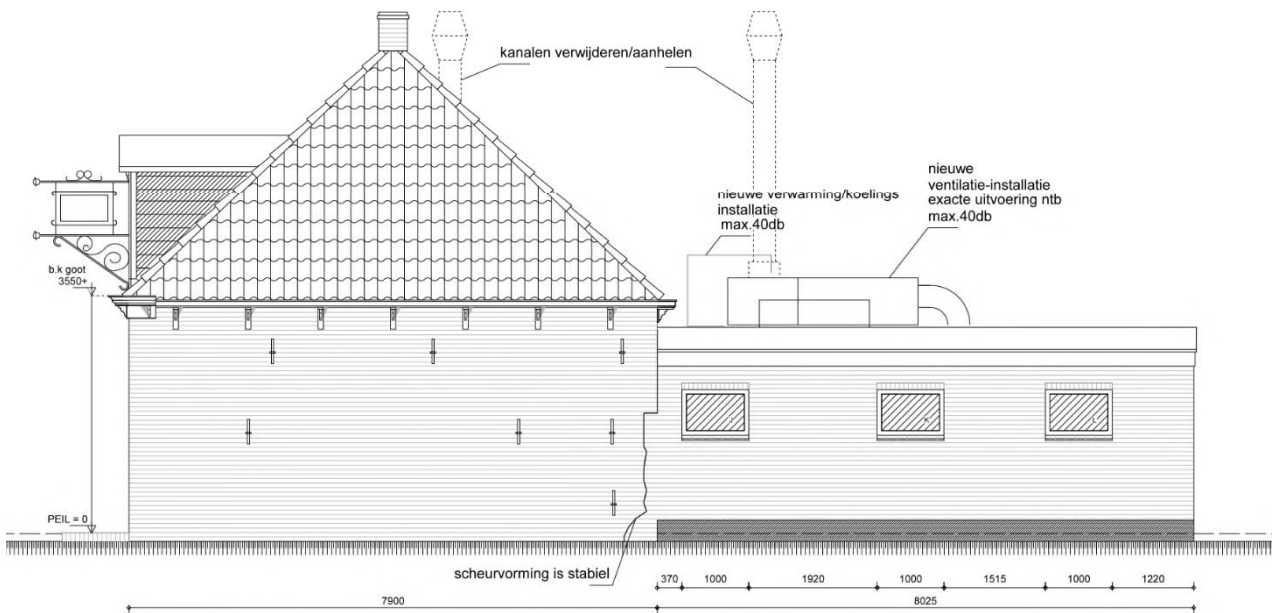 kanalen verwijderen/aanhelen
nieuwe
ventilatie-installatie
exacte uitvoering ntb
max.40db
nieuwe verwarming/koelings
installatie
max.40db
b.k goot
3550+
K
L
PEIL = 0
scheurvorming is stabiel
370 1000 1920 1000 1515 1000 1220
7900 8025